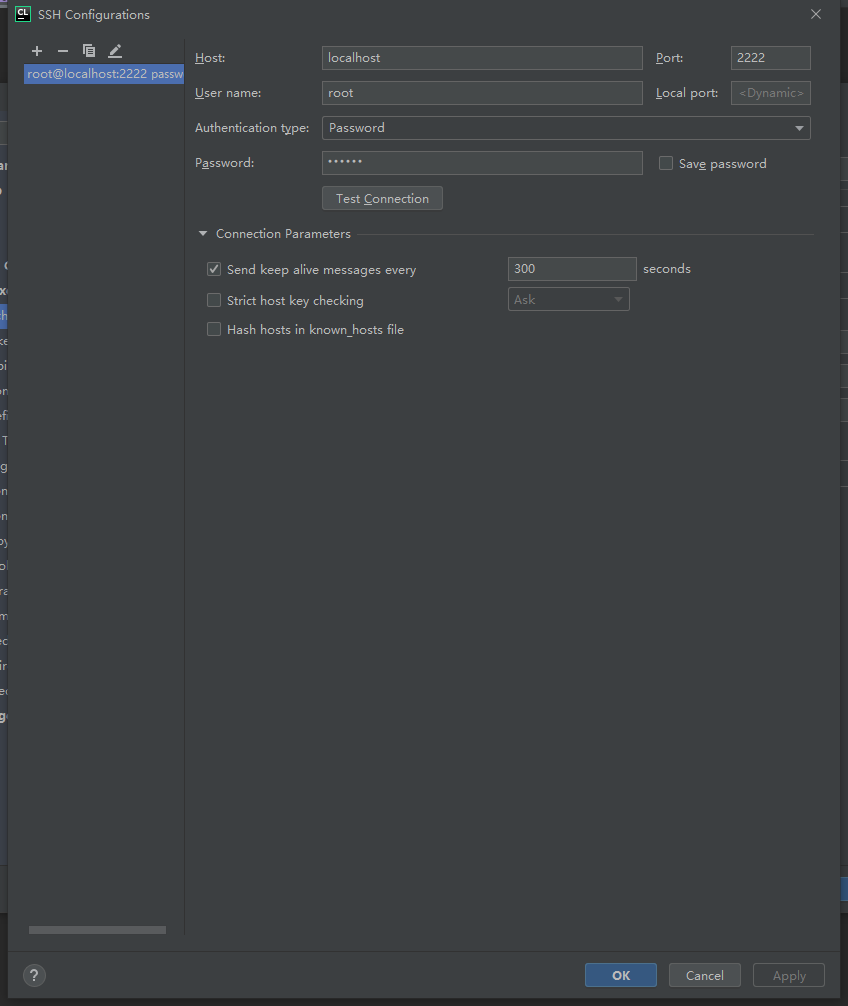 CL SSH Configurations
root@localhost:2222 passw
Host: localhost Port: 2222
User name: root Local port: <Dynamic>
Authentication type: Password
Password: •••••• Save password
Test Connection
Connection Parameters
Send keep alive messages every 300 seconds
Strict host key checking Ask
Hash hosts in known_hosts file
? OK Cancel Apply